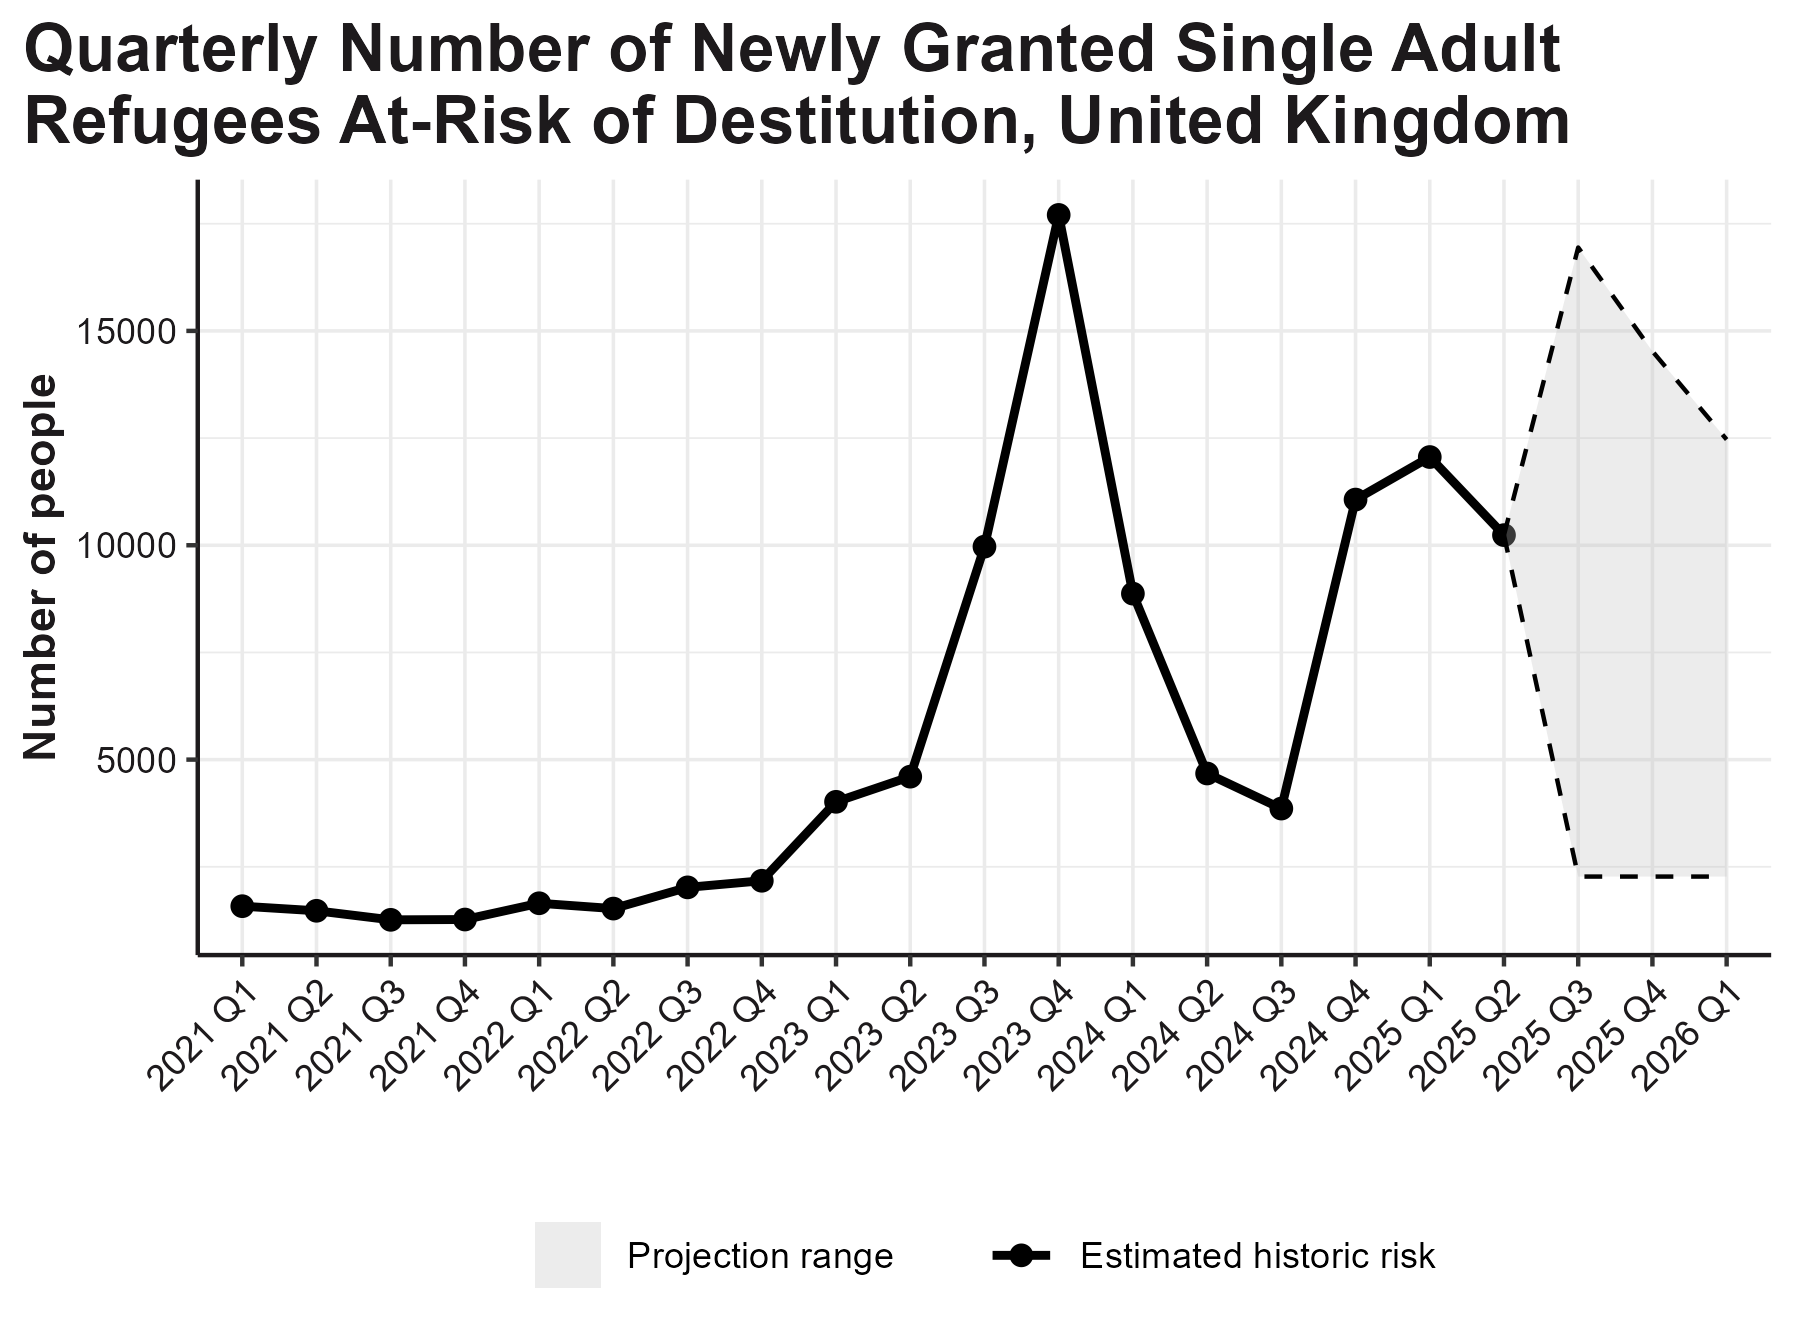 Quarterly Number of Newly Granted Single Adult
Refugees At-Risk of Destitution, United Kingdom
Number of people
15000
10000
5000
2021 Q1
2021 Q2
2021 Q3
2021 Q4
2022 Q1
2022 Q2
2022 Q3
2022 Q4
2023 Q1
2023 Q2
2023 Q3
2023 Q4
2024 Q1
2024 Q2
2024 Q3
2024 Q4
2025 Q1
2025 Q2
2025 Q3
2025 Q4
2026 Q1
Projection range
Estimated historic risk